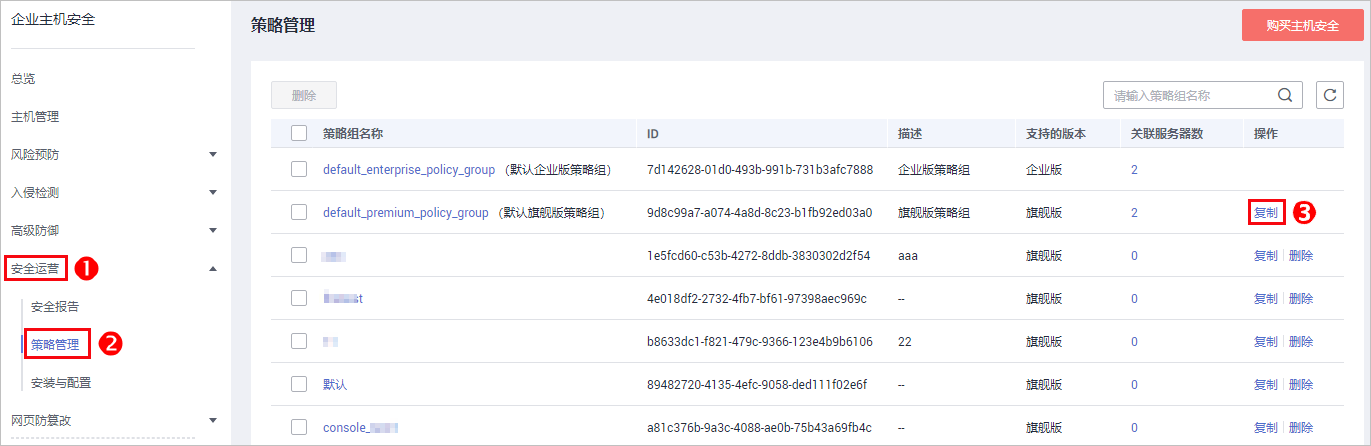 企业主机安全
总览
主机管理
风险预防
入侵检测
高级防御
安全运营 1
安全报告
策略管理 2
安装与配置
网页防篡改
策略管理
购买主机安全
删除
请输入策略组名称
策略组名称 ID 描述 支持的版本 关联服务器数 操作
default_enterprise_policy_group (默认企业版策略组) 7d142628-01d0-493b-991b-731b3afc7888 企业版策略组 企业版 2
default_premium_policy_group (默认旗舰版策略组) 9d8c99a7-a074-4a8d-8c23-b1fb92ed03a0 旗舰版策略组 旗舰版 2 复制 3
1e5fcd60-c53b-4272-8ddb-3830302d2f54 aaa 旗舰版 0 复制 删除
4e018df2-2732-4fb7-bf61-97398aec969c -- 旗舰版 0 复制 删除
b8633dc1-f821-479c-9366-123e4b9b6106 22 旗舰版 0 复制 删除
默认 89482720-4135-4efc-9058-ded111f02e6f -- 旗舰版 0 复制 删除
console_ a81c376b-9a3c-4088-ae0b-75b43a69fb4c -- 旗舰版 0 复制 删除